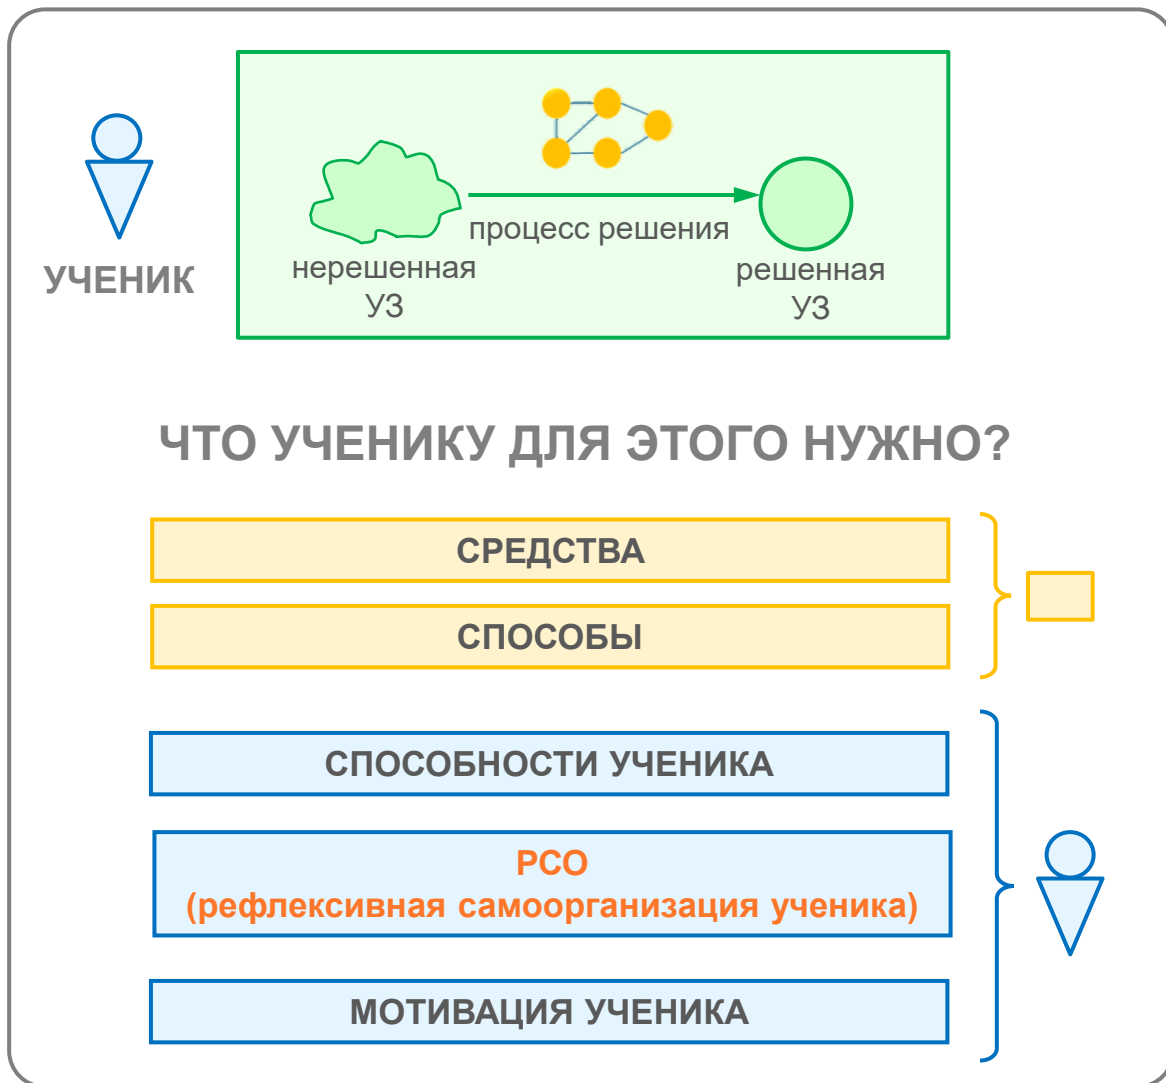 процесс решения
УЧЕНИК
нерешенная
УЗ
решенная
УЗ
ЧТО УЧЕНИКУ ДЛЯ ЭТОГО НУЖНО?
СРЕДСТВА
СПОСОБЫ
СПОСОБНОСТИ УЧЕНИКА
РСО
(рефлексивная самоорганизация ученика)
МОТИВАЦИЯ УЧЕНИКА